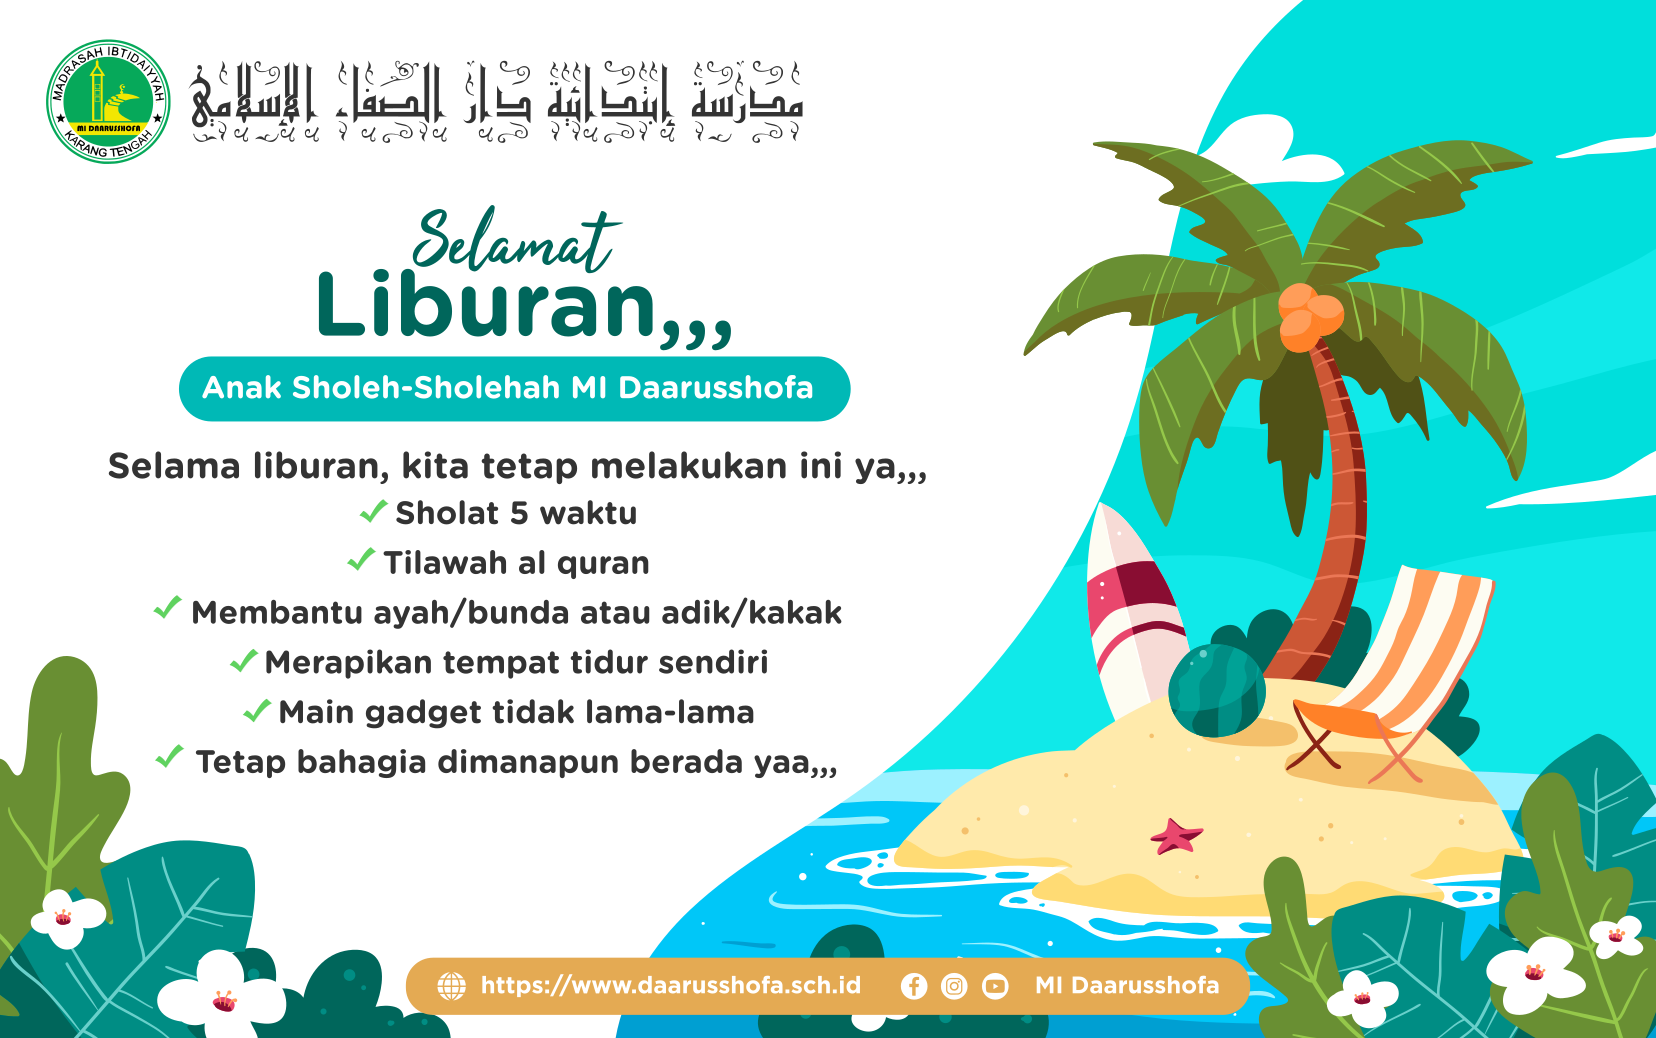 MADRASAH IBTIDAIYYAH
MI DAARUSSHOFA
KARANG TENGAH
مدرسة إبتدائية دار الصفاء الإسلامي
Selamat
Liburan,,,
Anak Sholeh-Sholehah MI Daarusshofa
Selama liburan, kita tetap melakukan ini ya,,,
Sholat 5 waktu
Tilawah al quran
Membantu ayah/bunda atau adik/kakak
Merapikan tempat tidur sendiri
Main gadget tidak lama-lama
Tetap bahagia dimanapun berada yaa,,,
https://www.daarusshofa.sch.id
MI Daarusshofa